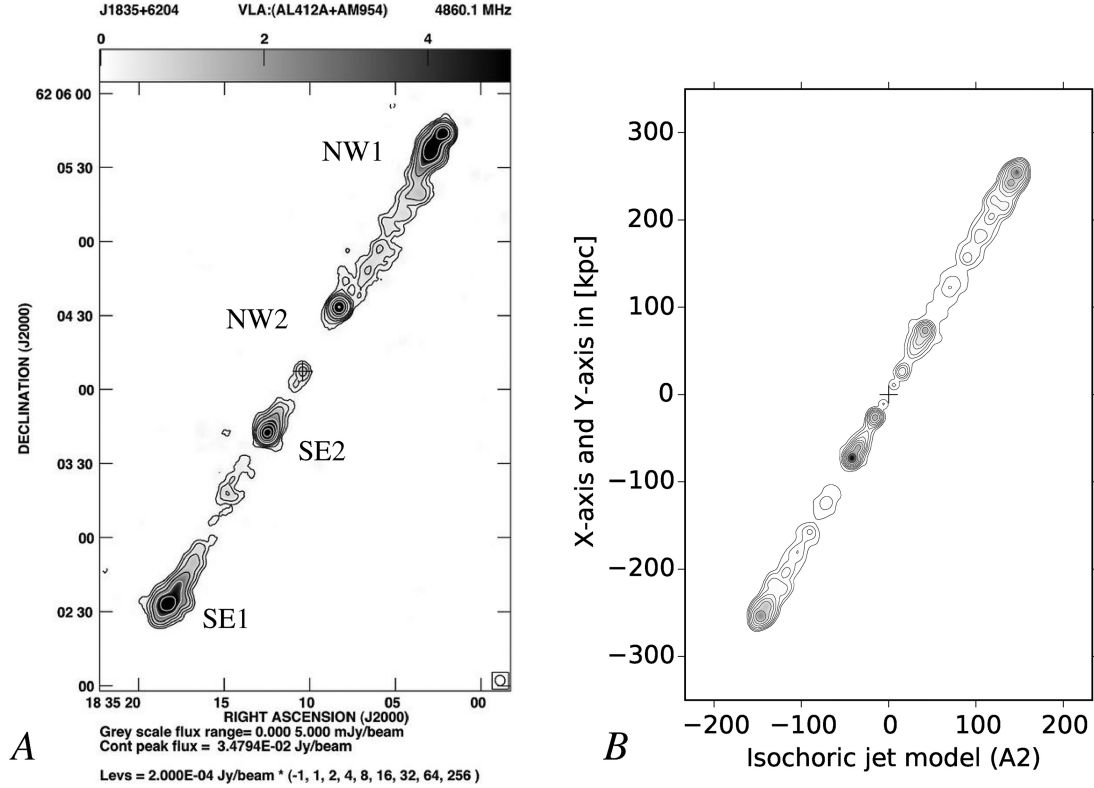 J1835+6204 VLA:(AL412A+AM954) 4860.1 MHz
0 2 4
62 06 00
NW1
05 30
00
NW2
04 30
00
SE2
03 30
00
SE1
02 30
00
DECLINATION (J2000)
18 35 20 15 10 05 00
RIGHT ASCENSION (J2000)
Grey scale flux range= 0.000 5.000 mJy/beam
Cont peak flux = 3.4794E-02 Jy/beam
Levs = 2.000E-04 Jy/beam * (-1, 1, 2, 4, 8, 16, 32, 64, 256 )
A
300
200
100
0
−100
−200
−300
X-axis and Y-axis in [kpc]
−200 −100 0 100 200
Isochoric jet model (A2)
B